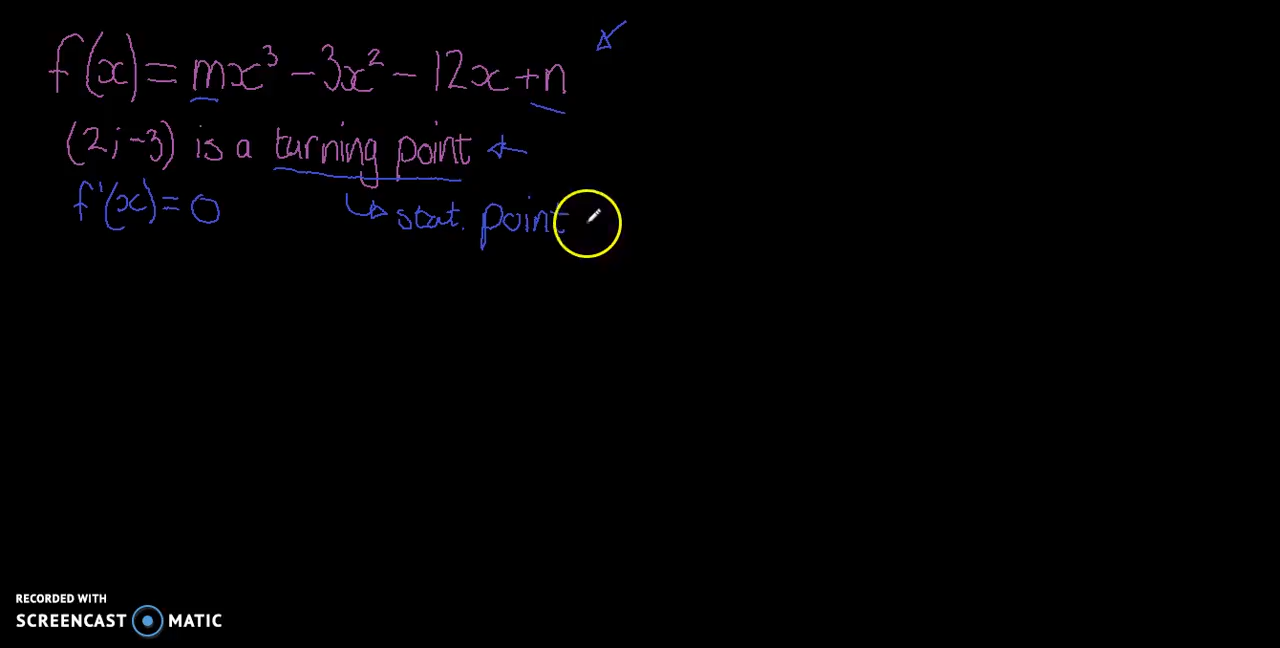 f(x) = mx³ - 3x² - 12x + n
(2;-3) is a turning point
f'(x) = 0 stat. point
RECORDED WITH
SCREENCAST MATIC